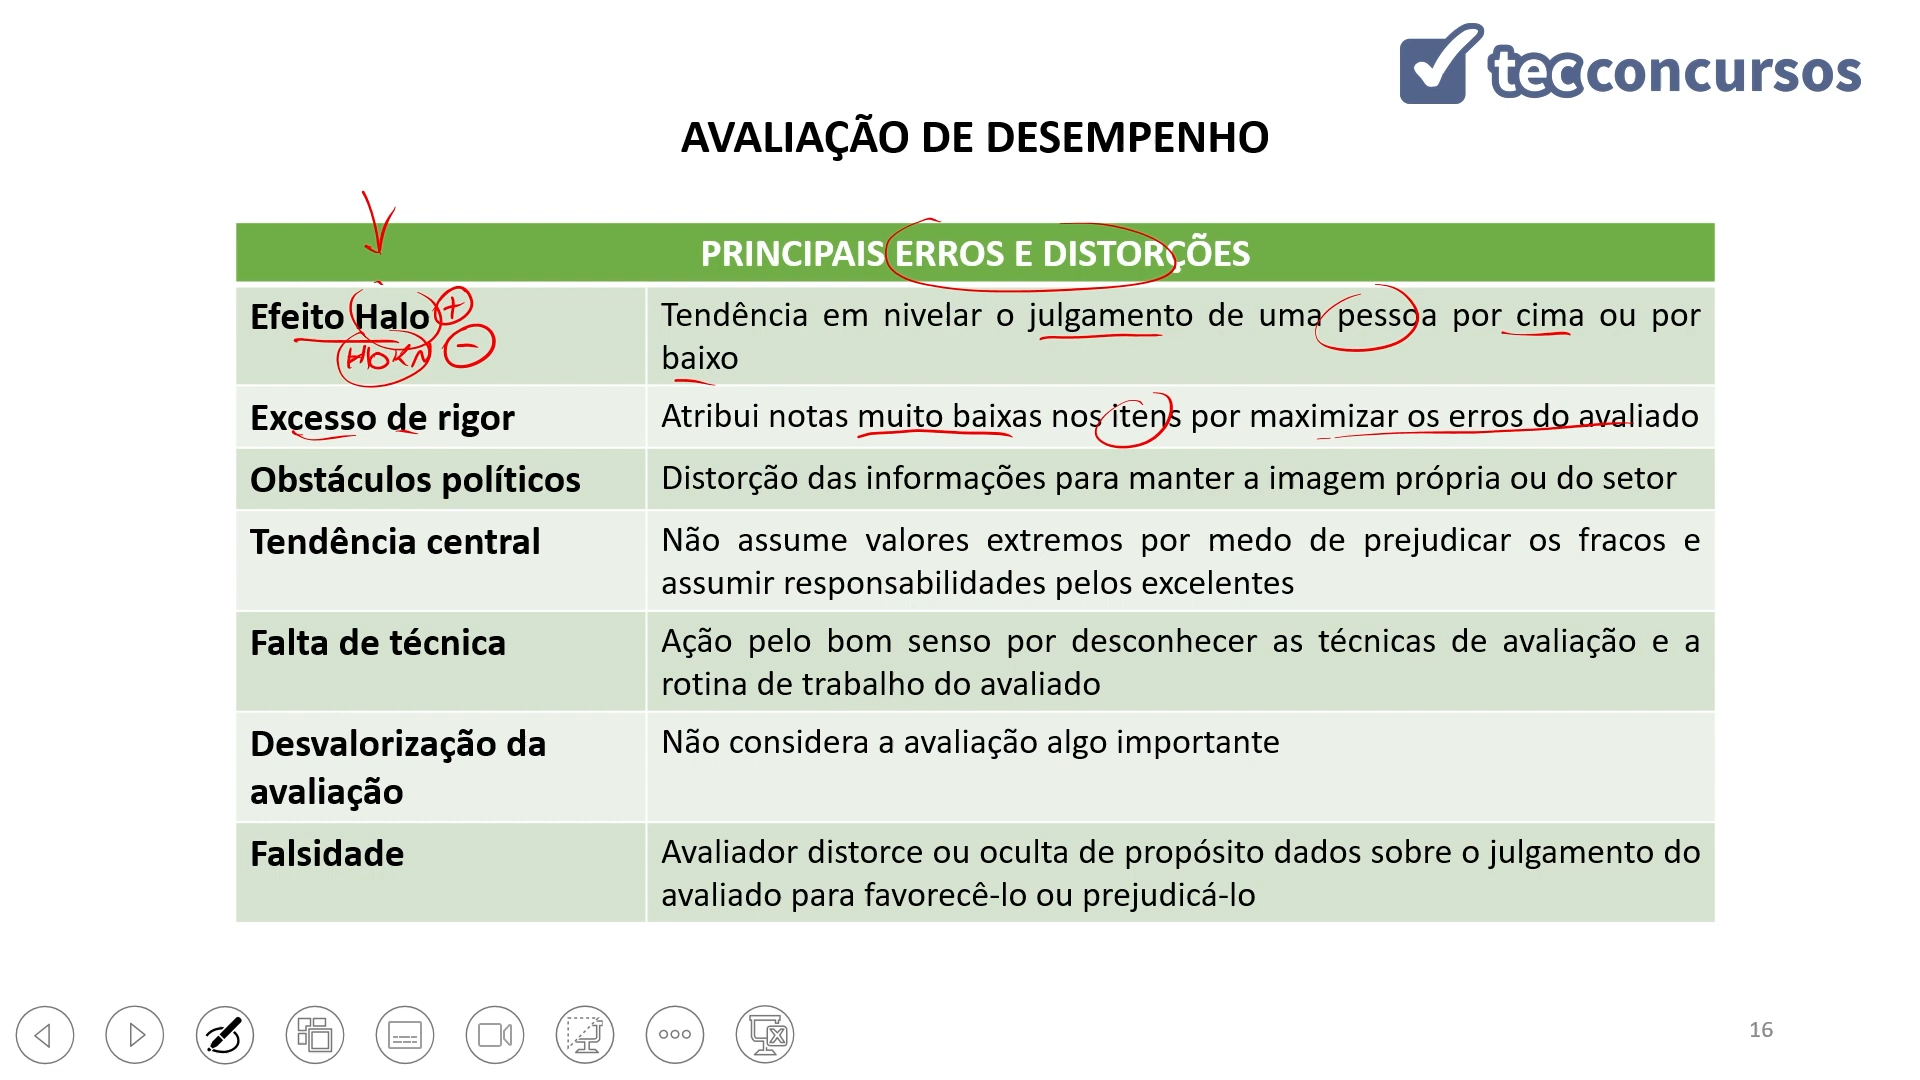 tecconcursos
AVALIAÇÃO DE DESEMPENHO
PRINCIPAIS ERROS E DISTORÇÕES
Efeito Halo +
HORN -
Tendência em nivelar o julgamento de uma pessoa por cima ou por
baixo
Excesso de rigor
Atribui notas muito baixas nos itens por maximizar os erros do avaliado
Obstáculos políticos
Distorção das informações para manter a imagem própria ou do setor
Tendência central
Não assume valores extremos por medo de prejudicar os fracos e
assumir responsabilidades pelos excelentes
Falta de técnica
Ação pelo bom senso por desconhecer as técnicas de avaliação e a
rotina de trabalho do avaliado
Desvalorização da
avaliação
Não considera a avaliação algo importante
Falsidade
Avaliador distorce ou oculta de propósito dados sobre o julgamento do
avaliado para favorecê-lo ou prejudicá-lo
16